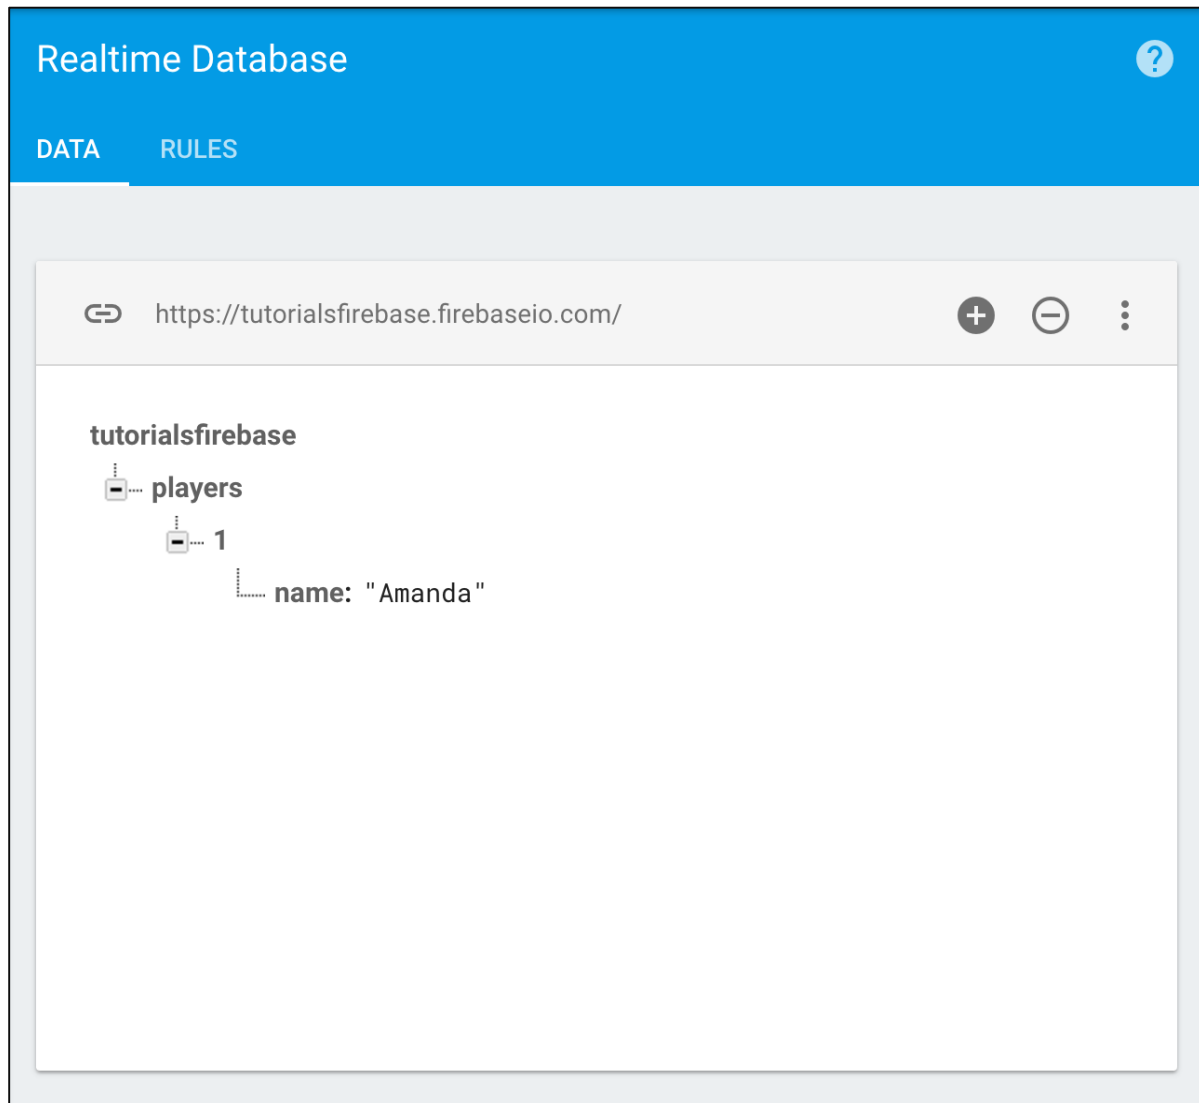 Realtime Database
?
DATA RULES
https://tutorialsfirebase.firebaseio.com/
tutorialsfirebase
players
1
name: "Amanda"